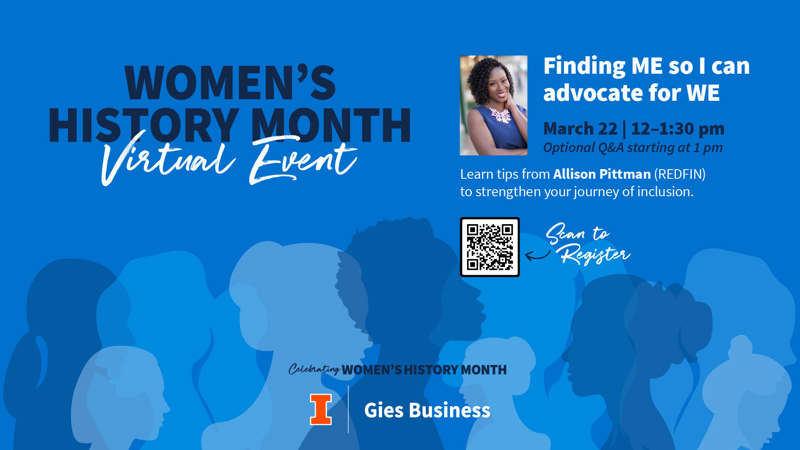 WOMEN'S
HISTORY MONTH
Virtual Event
Finding ME so I can
advocate for WE
March 22 | 12–1:30 pm
Optional Q&A starting at 1 pm
Learn tips from Allison Pittman (REDFIN)
to strengthen your journey of inclusion.
Scan to
Register
Celebrating WOMEN'S HISTORY MONTH
I
Gies Business